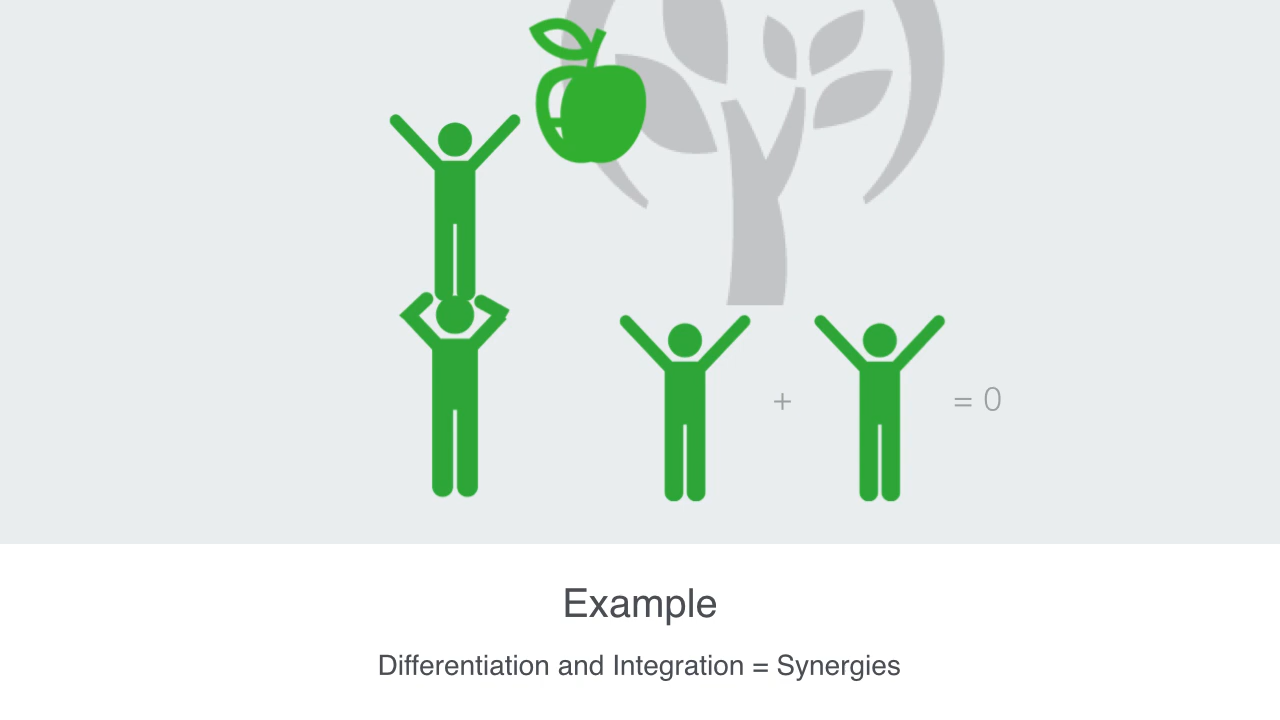 + = 0
Example
Differentiation and Integration = Synergies